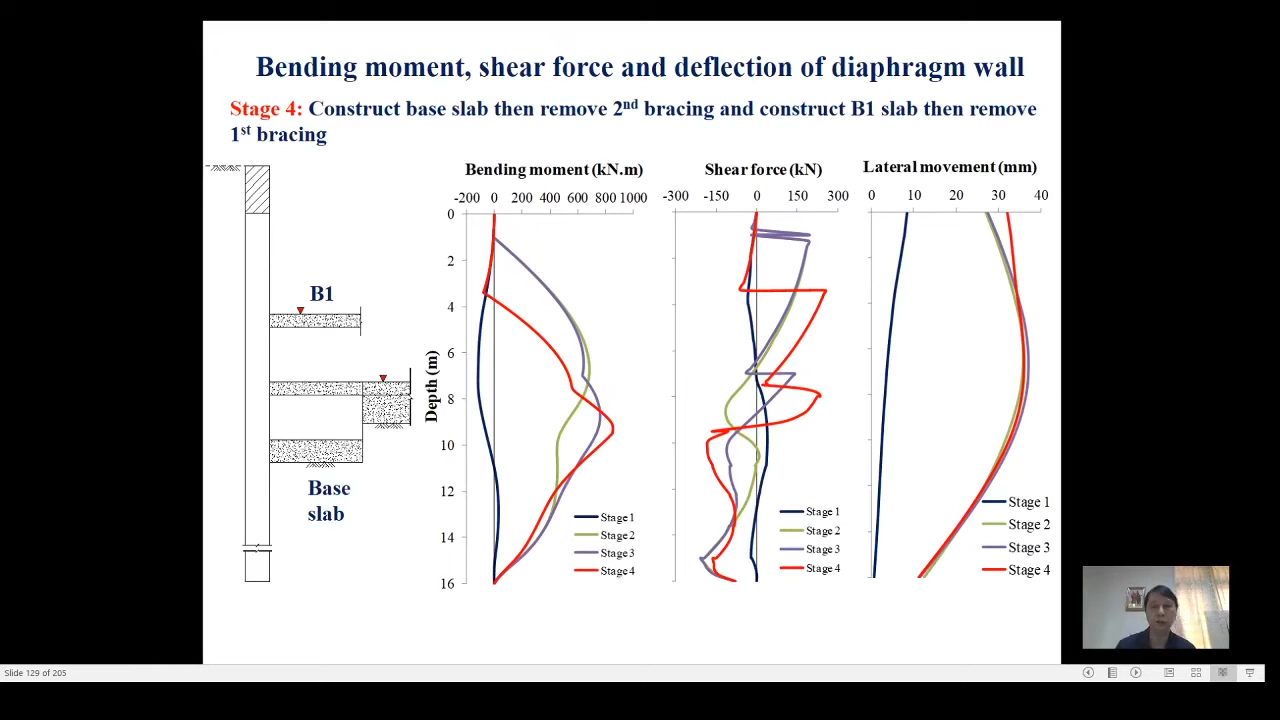 Bending moment, shear force and deflection of diaphragm wall
Stage 4: Construct base slab then remove 2nd bracing and construct B1 slab then remove
1st bracing
B1
Base
slab
Bending moment (kN.m)
-200 0 200 400 600 800 1000
Depth (m)
0
2
4
6
8
10
12
14
16
Stage 1
Stage 2
Stage 3
Stage 4
Shear force (kN)
-300 -150 0 150 300
Stage 1
Stage 2
Stage 3
Stage 4
Lateral movement (mm)
0 10 20 30 40
Stage 1
Stage 2
Stage 3
Stage 4
Slide 129 of 205